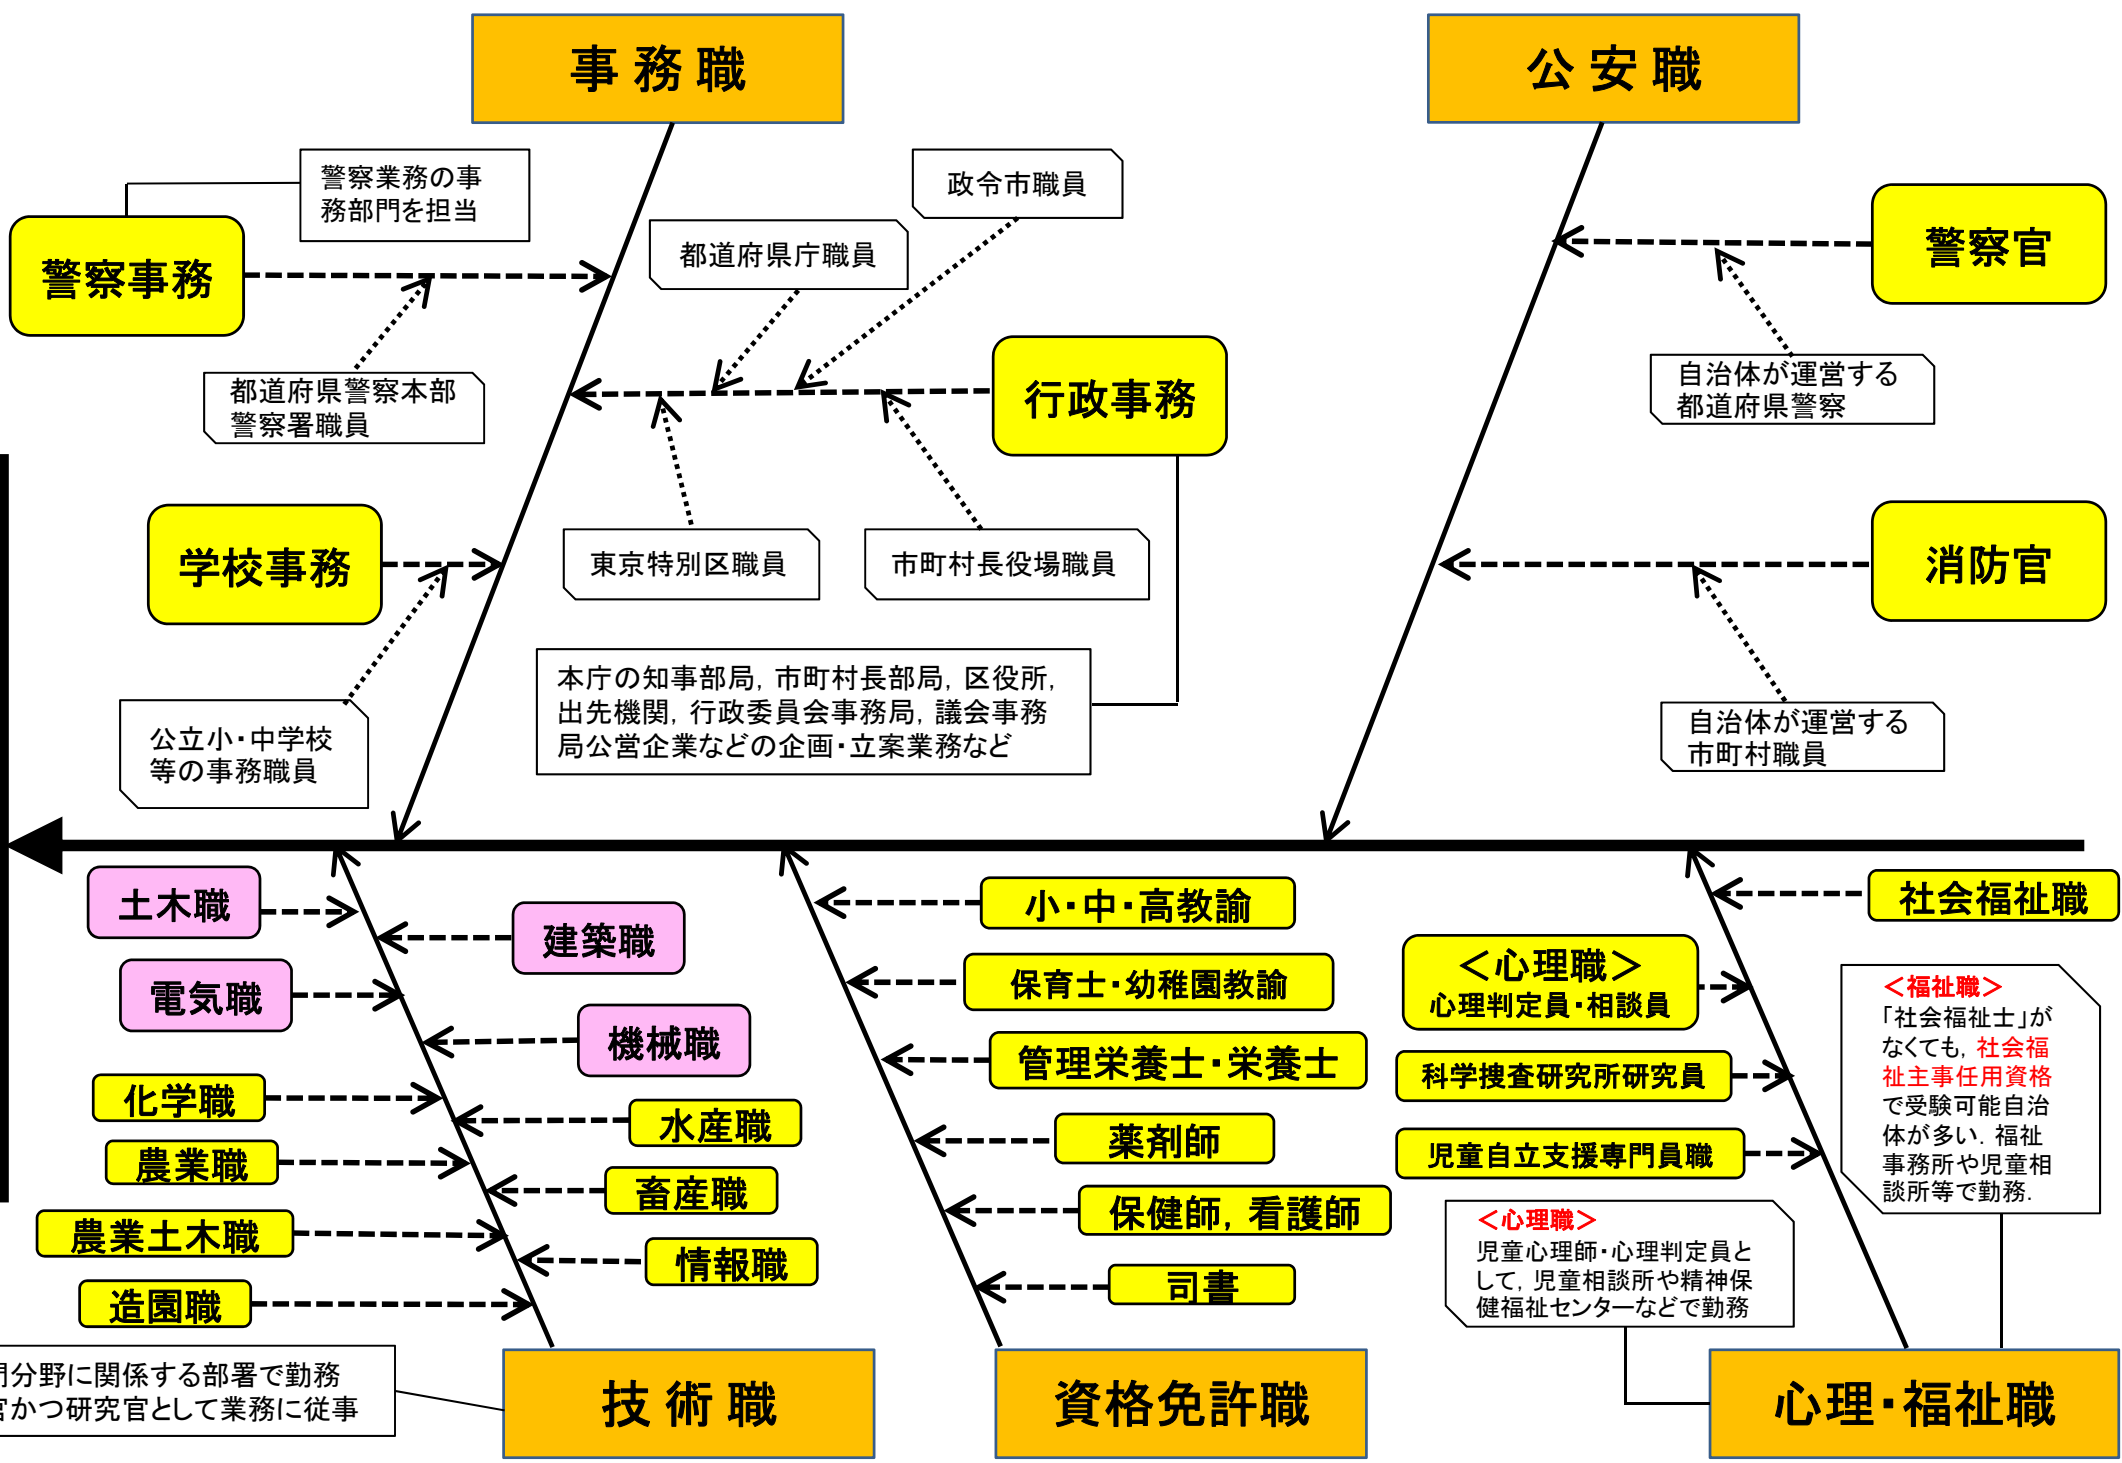 事務職
公安職
警察業務の事
務部門を担当
政令市職員
都道府県庁職員
警察事務
警察官
都道府県警察本部
警察署職員
行政事務
自治体が運営する
都道府県警察
学校事務
東京特別区職員
市町村長役場職員
消防官
本庁の知事部局，市町村長部局，区役所，
出先機関，行政委員会事務局，議会事務
局公営企業などの企画・立案業務など
公立小・中学校
等の事務職員
自治体が運営する
市町村職員
土木職
建築職
電気職
機械職
化学職
水産職
農業職
畜産職
農業土木職
情報職
造園職
小・中・高教諭
保育士・幼稚園教諭
管理栄養士・栄養士
薬剤師
保健師，看護師
司書
社会福祉職
＜心理職＞
心理判定員・相談員
科学捜査研究所研究員
児童自立支援専門員職
＜福祉職＞
「社会福祉士」が
なくても，社会福
祉主事任用資格
で受験可能自治
体が多い．福祉
事務所や児童相
談所等で勤務．
＜心理職＞
児童心理師・心理判定員と
して，児童相談所や精神保
健福祉センターなどで勤務
分野に関係する部署で勤務
官かつ研究官として業務に従事
技術職
資格免許職
心理・福祉職